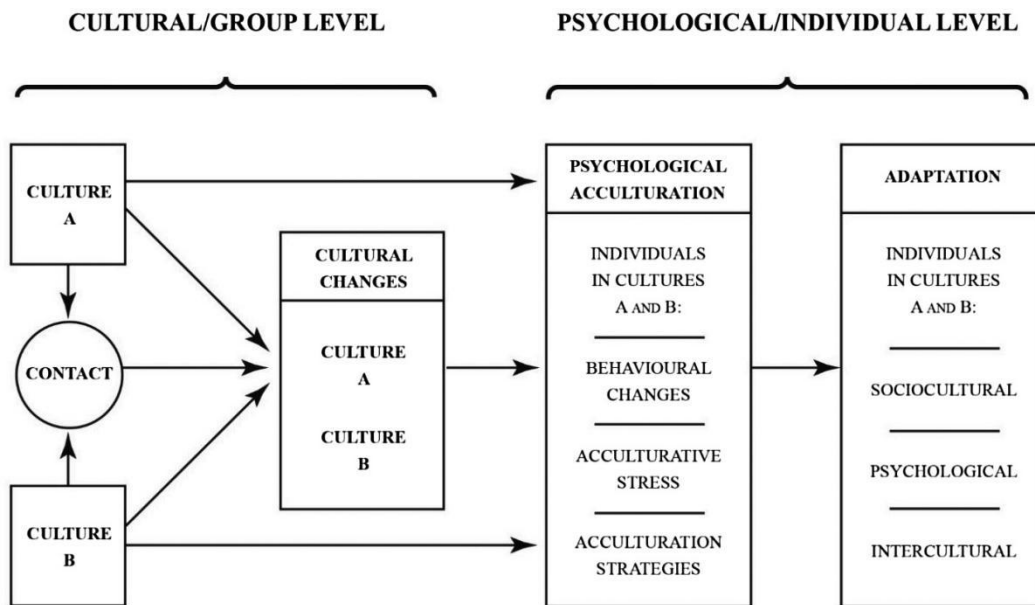 CULTURAL/GROUP LEVEL
PSYCHOLOGICAL/INDIVIDUAL LEVEL
CULTURE
A
CONTACT
CULTURE
B
CULTURAL
CHANGES
CULTURE
A
CULTURE
B
PSYCHOLOGICAL
ACCULTURATION
INDIVIDUALS
IN CULTURES
A AND B:
BEHAVIOURAL
CHANGES
ACCULTURATIVE
STRESS
ACCULTURATION
STRATEGIES
ADAPTATION
INDIVIDUALS
IN CULTURES
A AND B:
SOCIOCULTURAL
PSYCHOLOGICAL
INTERCULTURAL